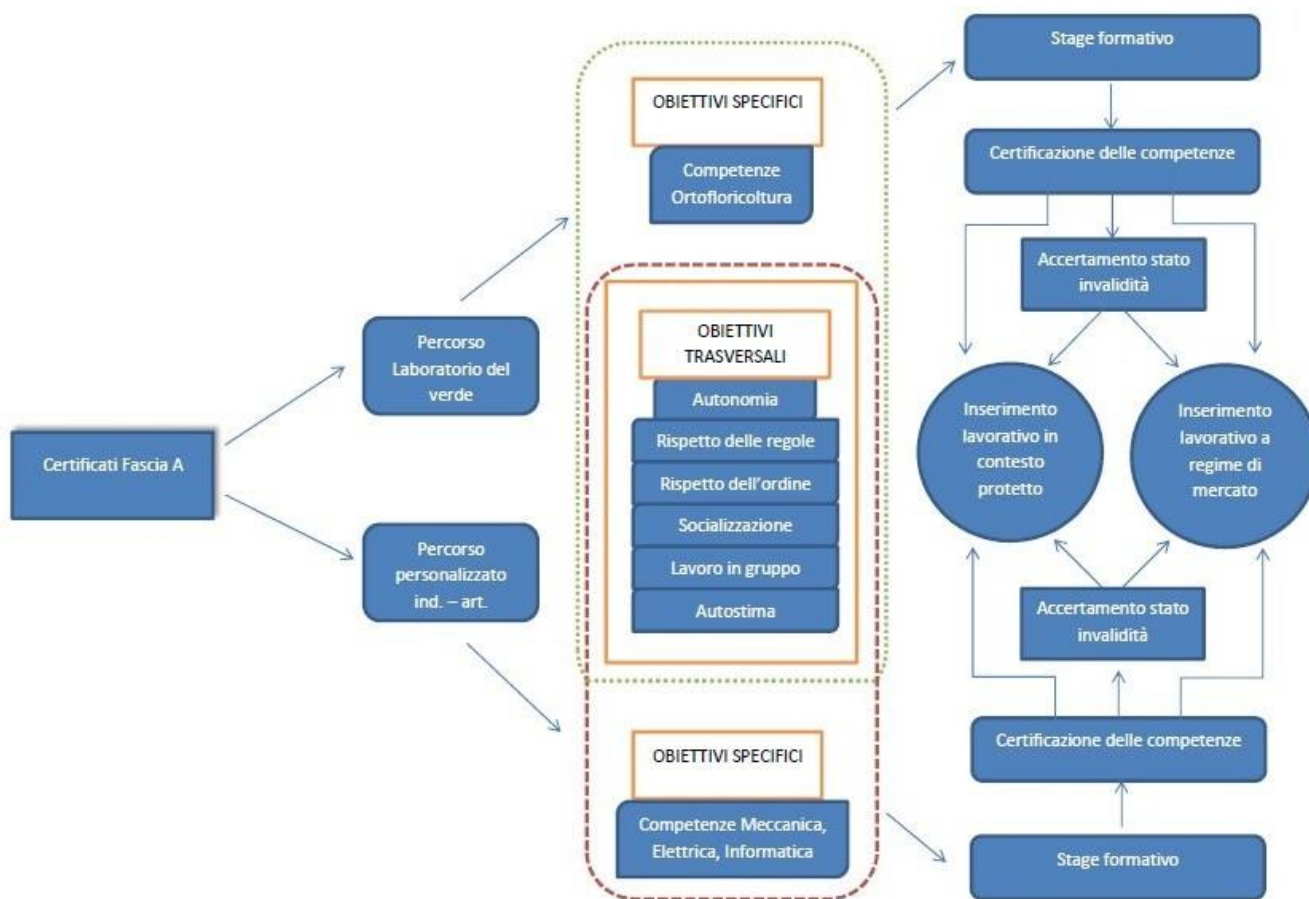 Certificati Fascia A
Percorso
Laboratorio del
verde
Percorso
personalizzato
ind. – art.
OBIETTIVI SPECIFICI
Competenze
Ortofloricoltura
OBIETTIVI
TRASVERSALI
Autonomia
Rispetto delle regole
Rispetto dell'ordine
Socializzazione
Lavoro in gruppo
Autostima
OBIETTIVI SPECIFICI
Competenze Meccanica,
Elettrica, Informatica
Stage formativo
Certificazione delle competenze
Accertamento stato
invalidità
Inserimento
lavorativo in
contesto
protetto
Inserimento
lavorativo a
regime di
mercato
Accertamento stato
invalidità
Certificazione delle competenze
Stage formativo